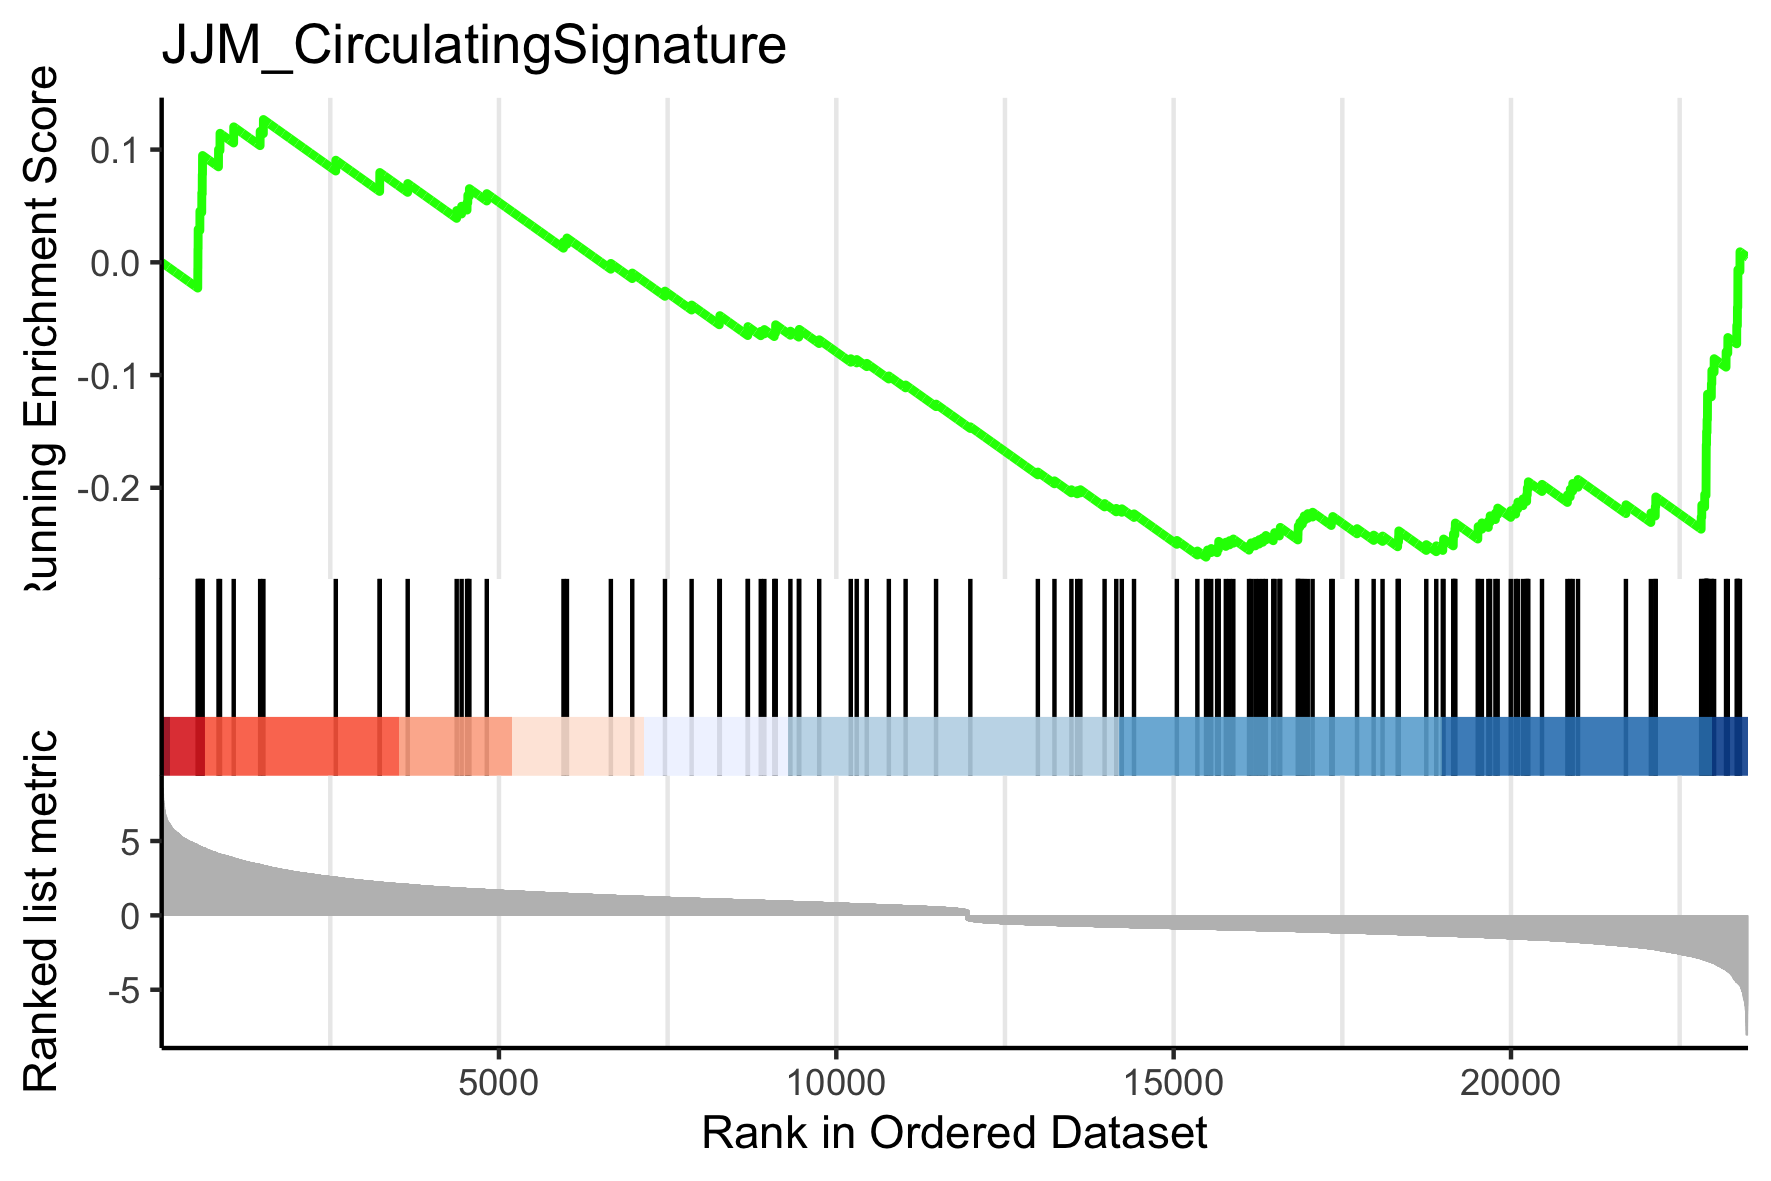 JJM_CirculatingSignature
Running Enrichment Score
0.1
0.0
-0.1
-0.2
Ranked list metric
5
0
-5
5000 10000 15000 20000
Rank in Ordered Dataset